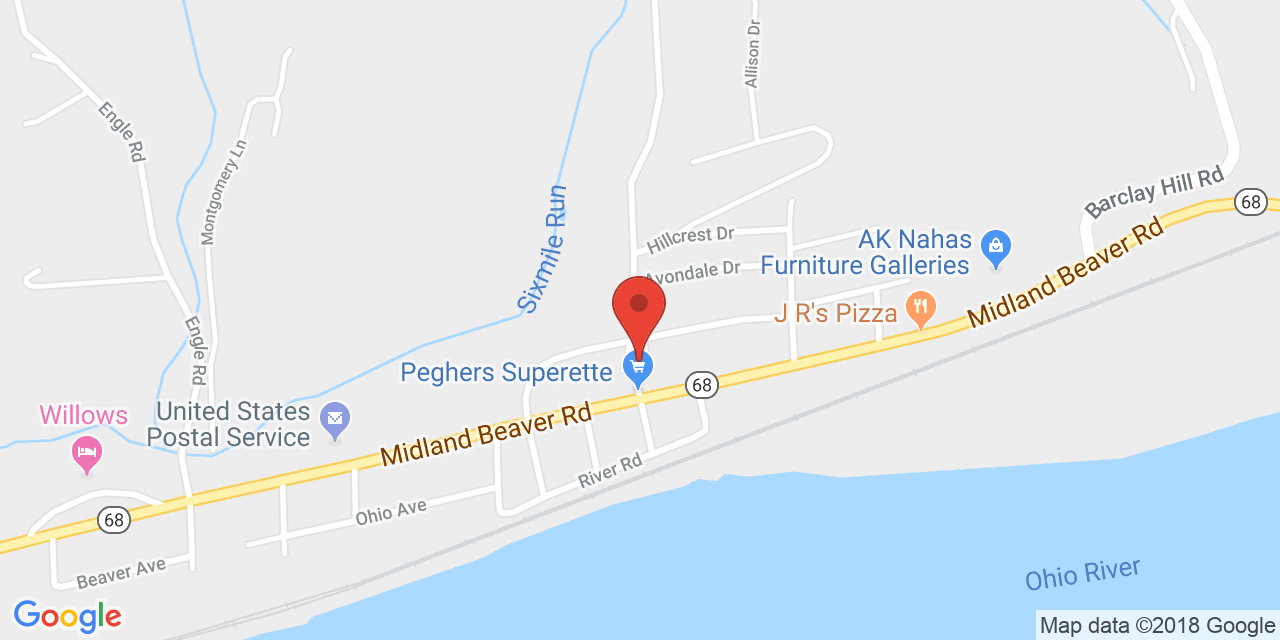 Allison Dr
Engle Rd
Montgomery Ln
Barclay Hill Rd
68
Sixmile Run
Hillcrest Dr
AK Nahas
Furniture Galleries
Midland Beaver Rd
Avondale Dr
J R's Pizza
Engle Rd
Peghers Superette
68
Willows
United States
Postal Service
Midland Beaver Rd
River Rd
68
Ohio Ave
Beaver Ave
Ohio River
Google
Map data ©2018 Google